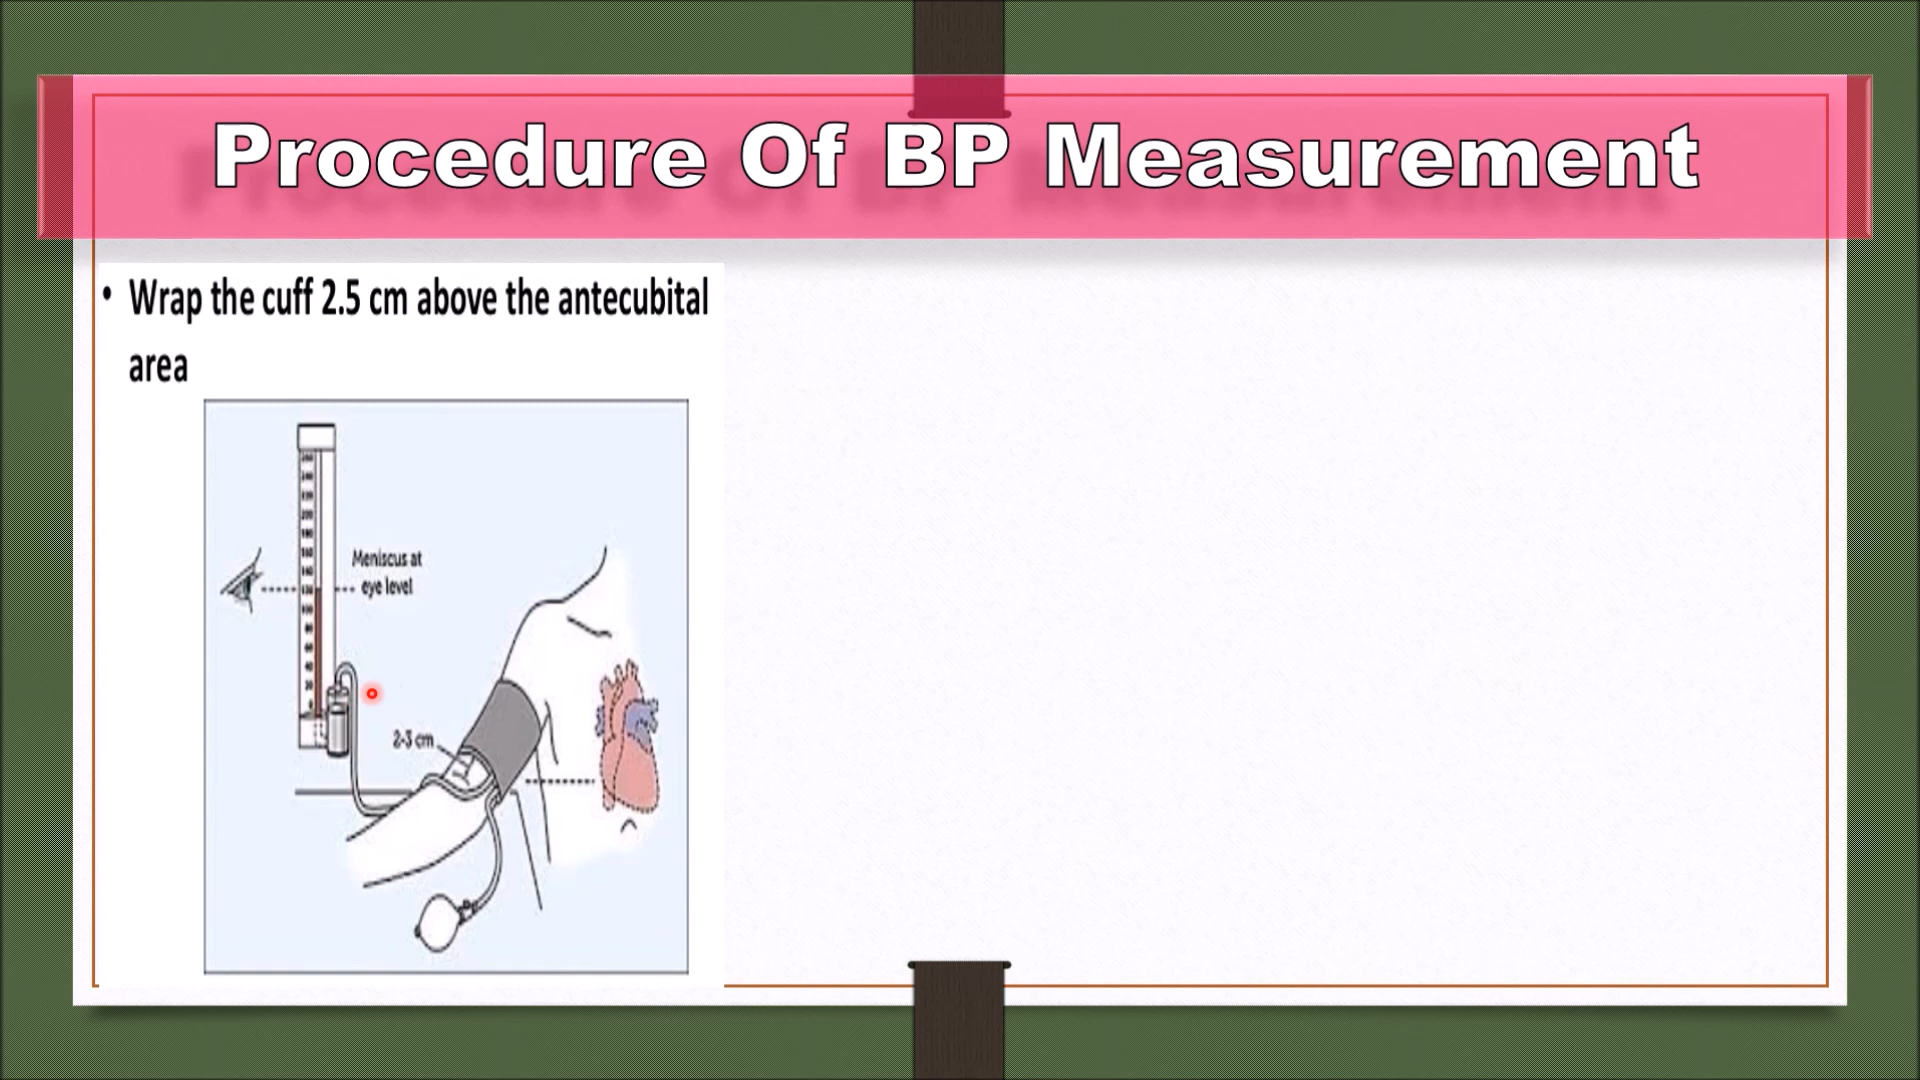 Procedure Of BP Measurement
• Wrap the cuff 2.5 cm above the antecubital
area
Meniscus at
eye level
2-3 cm